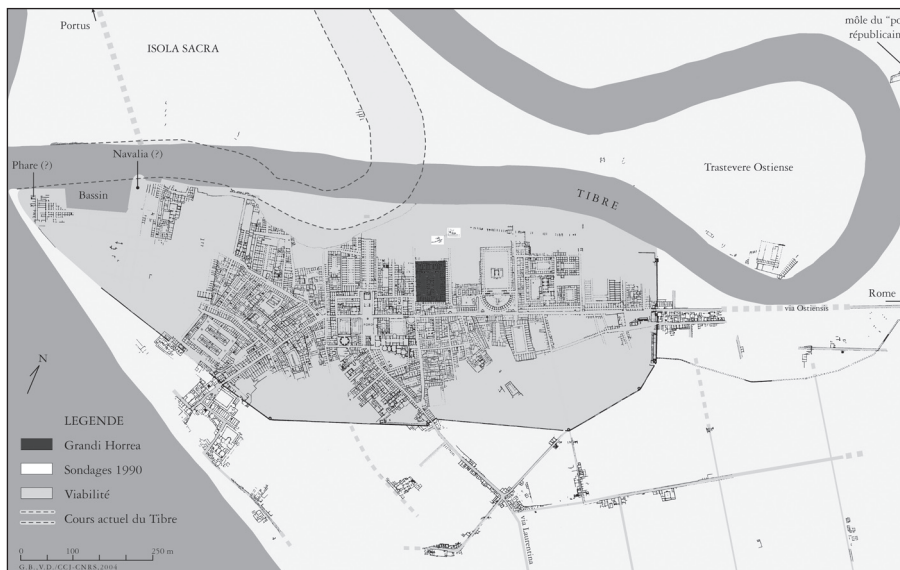 Portus
ISOLA SACRA
môle du "po
républicain
Phare (?)
Navalia (?)
Bassin
TIBRE
Trastevere Ostiense
Rome
via Ostiensis
N
LEGENDE
Grandi Horrea
Sondages 1990
Viabilité
Cours actuel du Tibre
via Laurentina
0 100 250 m
G.B._V.D./CCJ-CNRS.2004